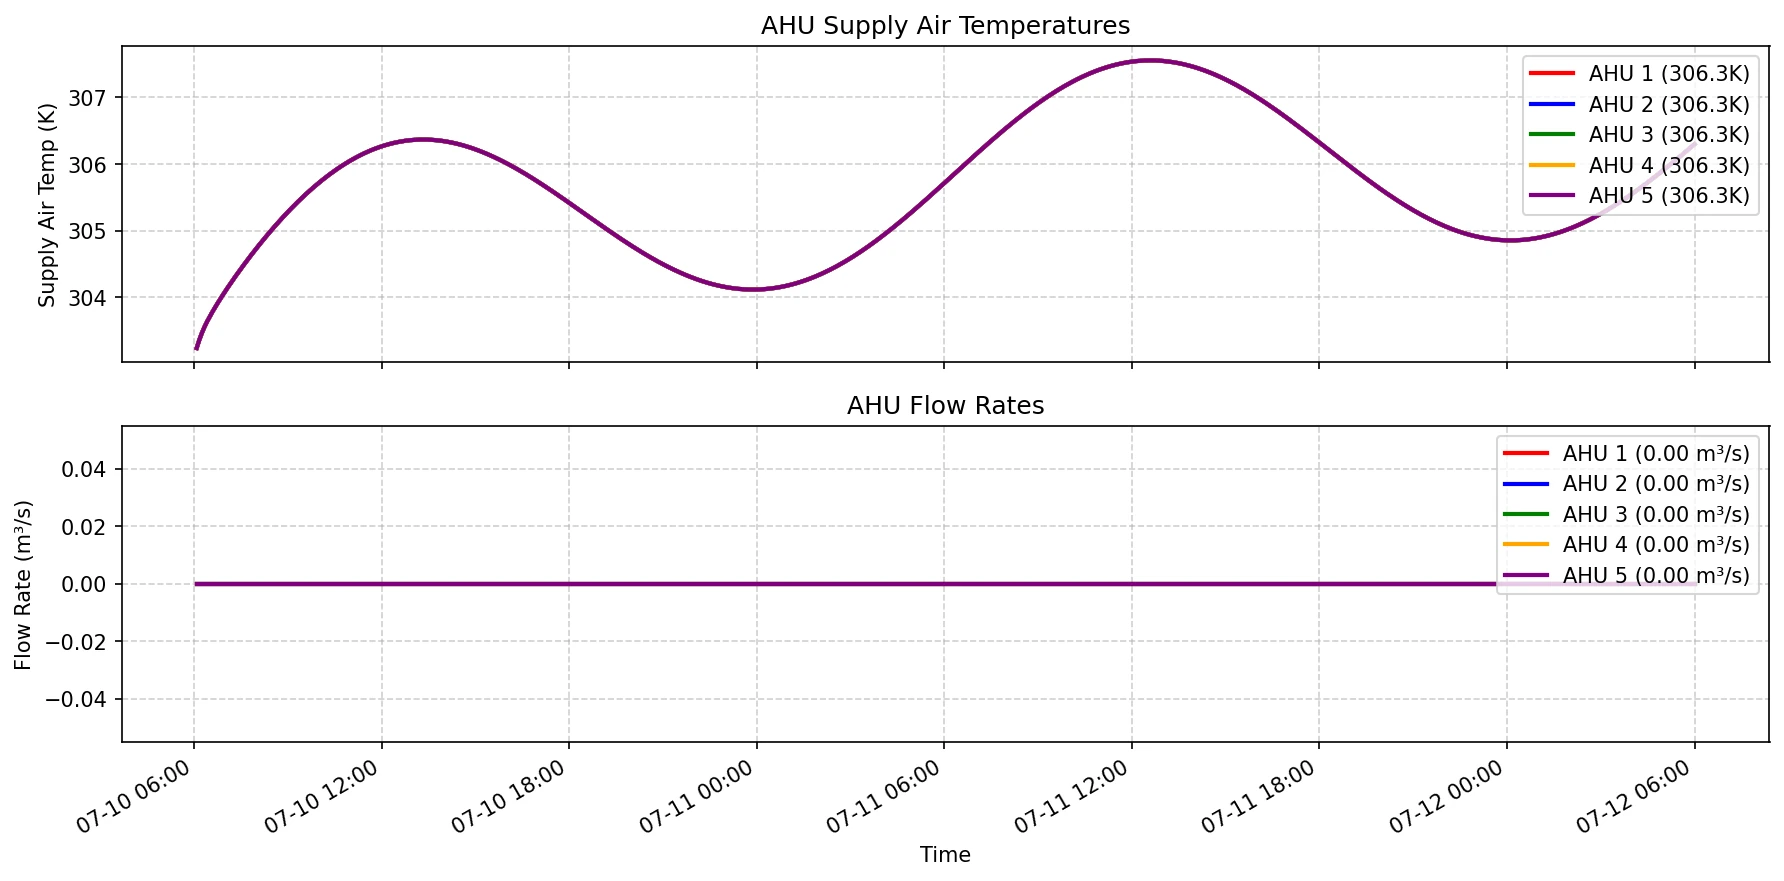 AHU Supply Air Temperatures
Supply Air Temp (K)
307
306
305
304
AHU 1 (306.3K)
AHU 2 (306.3K)
AHU 3 (306.3K)
AHU 4 (306.3K)
AHU 5 (306.3K)
AHU Flow Rates
Flow Rate (m³/s)
0.04
0.02
0.00
−0.02
−0.04
AHU 1 (0.00 m³/s)
AHU 2 (0.00 m³/s)
AHU 3 (0.00 m³/s)
AHU 4 (0.00 m³/s)
AHU 5 (0.00 m³/s)
07-10 06:00
07-10 12:00
07-10 18:00
07-11 00:00
07-11 06:00
07-11 12:00
07-11 18:00
07-12 00:00
07-12 06:00
Time